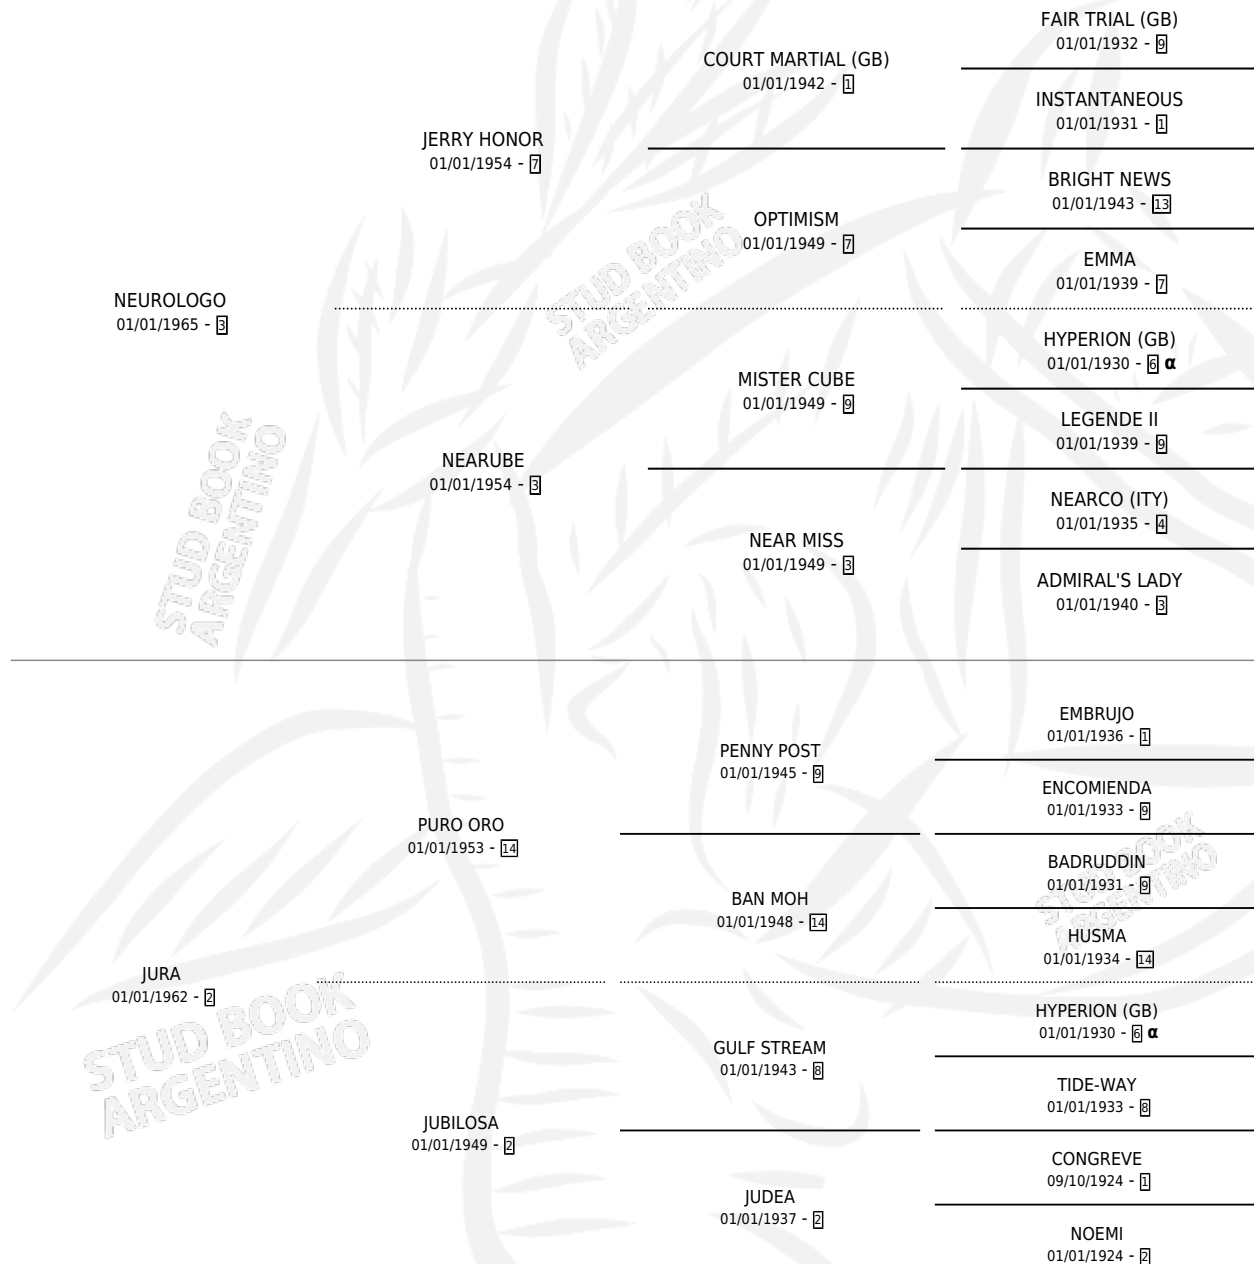 NEUROLOGO
01/01/1965 - 3
JERRY HONOR
01/01/1954 - 7
COURT MARTIAL (GB)
01/01/1942 - 1
FAIR TRIAL (GB)
01/01/1932 - 9
INSTANTANEOUS
01/01/1931 - 1
OPTIMISM
01/01/1949 - 7
BRIGHT NEWS
01/01/1943 - 13
EMMA
01/01/1939 - 7
NEARUBE
01/01/1954 - 3
MISTER CUBE
01/01/1949 - 9
HYPERION (GB)
01/01/1930 - 6 α
LEGENDE II
01/01/1939 - 9
NEAR MISS
01/01/1949 - 3
NEARCO (ITY)
01/01/1935 - 4
ADMIRAL'S LADY
01/01/1940 - 3
JURA
01/01/1962 - 2
PURO ORO
01/01/1953 - 14
PENNY POST
01/01/1945 - 9
EMBRUJO
01/01/1936 - 1
ENCOMIENDA
01/01/1933 - 9
BAN MOH
01/01/1948 - 14
BADRUDDIN
01/01/1931 - 9
HUSMA
01/01/1934 - 14
JUBILOSA
01/01/1949 - 2
GULF STREAM
01/01/1943 - 8
HYPERION (GB)
01/01/1930 - 6 α
TIDE-WAY
01/01/1933 - 8
JUDEA
01/01/1937 - 2
CONGREVE
09/10/1924 - 1
NOEMI
01/01/1924 - 2
STUD BOOK
ARGENTINO
STUD BOOK
ARGENTINO
STUD BOOK
ARGENTINO
STUD BOOK
ARGENTINO